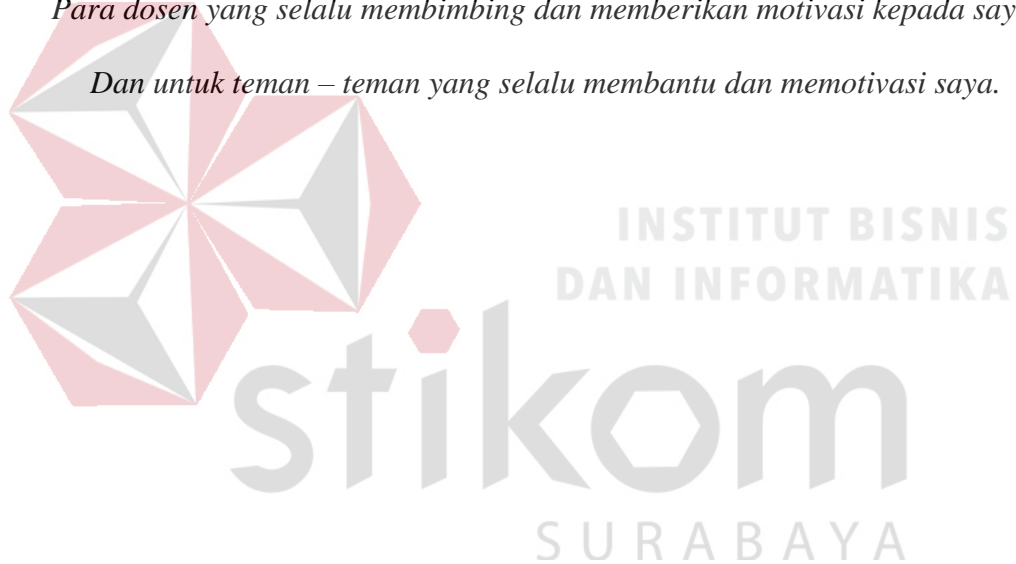 Para dosen yang selalu membimbing dan memberikan motivasi kepada say
Dan untuk teman – teman yang selalu membantu dan memotivasi saya.
INSTITUT BISNIS
DAN INFORMATIKA
stikom
SURABAYA